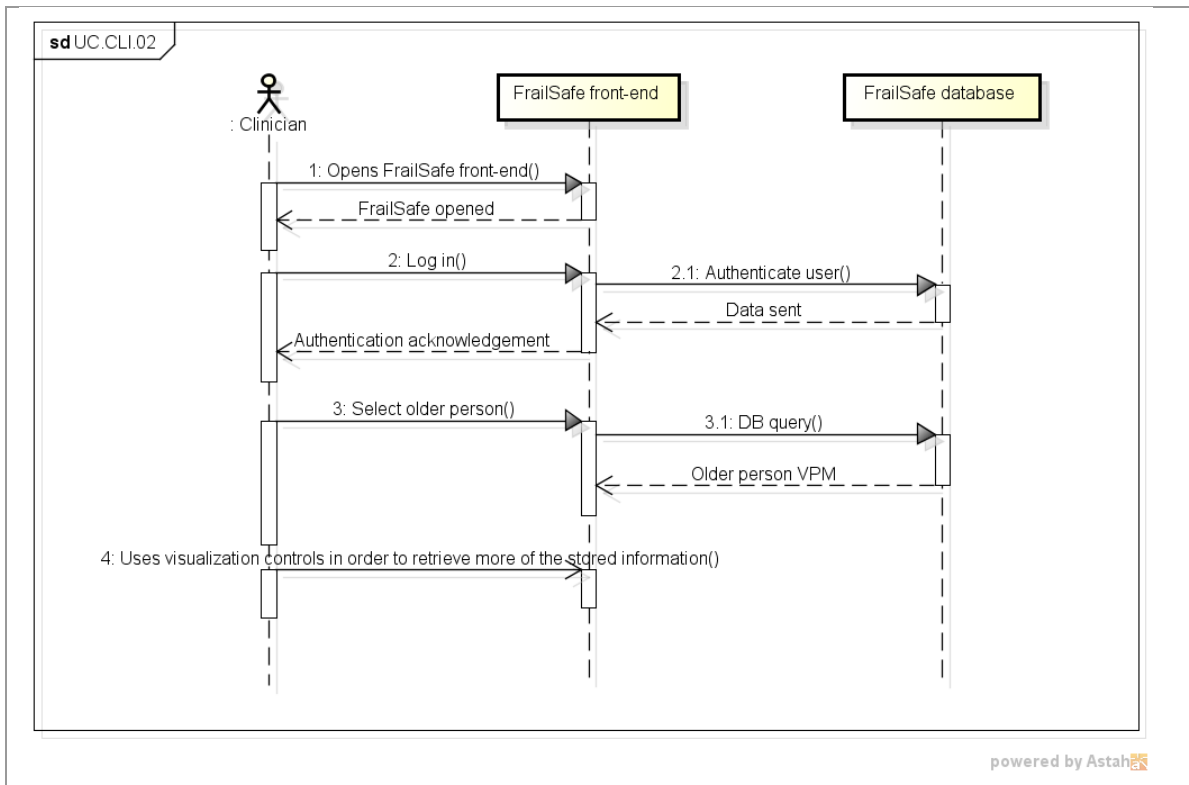 sd UC.CLI.02
FrailSafe front-end
FrailSafe database
: Clinician
1: Opens FrailSafe front-end()
FrailSafe opened
2: Log in()
2.1: Authenticate user()
Data sent
Authentication acknowledgement
3: Select older person()
3.1: DB query()
Older person VPM
4: Uses visualization controls in order to retrieve more of the stored information()
powered by Astah